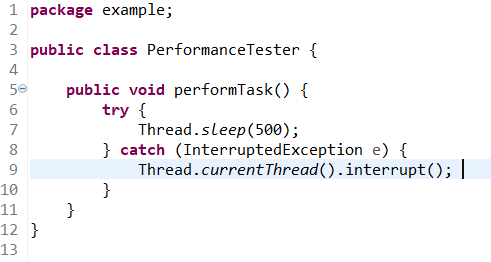 1 package example;
2
3 public class PerformanceTester {
4
5     public void performTask() {
6         try {
7             Thread.sleep(500);
8         } catch (InterruptedException e) {
9             Thread.currentThread().interrupt();
10         }
11     }
12 }
13